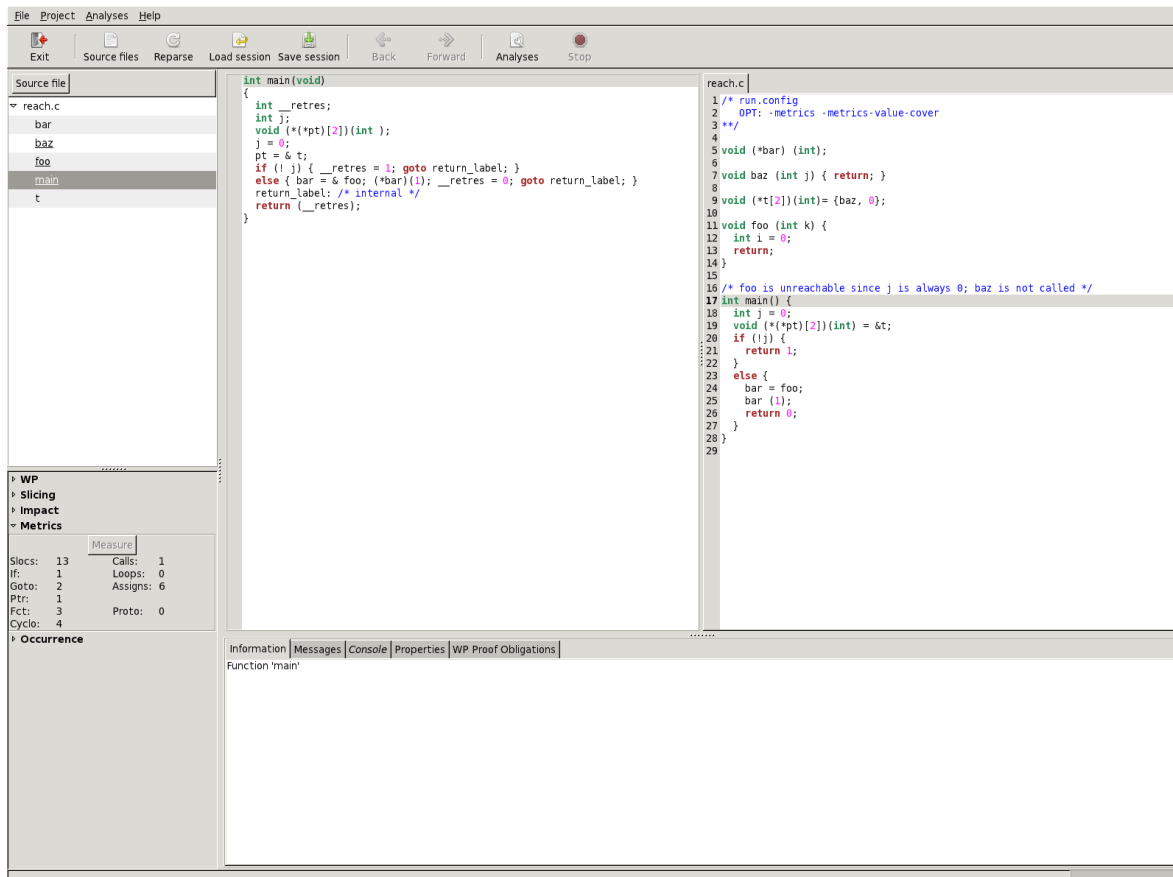 File Project Analyses Help
Exit Source files Reparse Load session Save session Back Forward Analyses Stop
Source file
reach.c
bar
baz
foo
main
t
int main(void)
{
  int __retres;
  int j;
  void (*(*pt)[2])(int );
  j = 0;
  pt = & t;
  if (! j) { __retres = 1; goto return_label; }
  else { bar = & foo; (*bar)(1); __retres = 0; goto return_label; }
  return_label: /* internal */
  return (__retres);
}
reach.c
1 /* run.config
2    OPT: -metrics -metrics-value-cover
3 **/
4
5 void (*bar) (int);
6
7 void baz (int j) { return; }
8
9 void (*t[2])(int)= {baz, 0};
10
11 void foo (int k) {
12   int i = 0;
13   return;
14 }
15
16 /* foo is unreachable since j is always 0; baz is not called */
17 int main() {
18   int j = 0;
19   void (*(*pt)[2])(int) = &t;
20   if (!j) {
21     return 1;
22   }
23   else {
24     bar = foo;
25     bar (1);
26     return 0;
27   }
28 }
29
WP
Slicing
Impact
Metrics
Measure
Slocs: 13 Calls: 1
If: 1 Loops: 0
Goto: 2 Assigns: 6
Ptr: 1
Fct: 3 Proto: 0
Cyclo: 4
Occurrence
Information Messages Console Properties WP Proof Obligations
Function 'main'